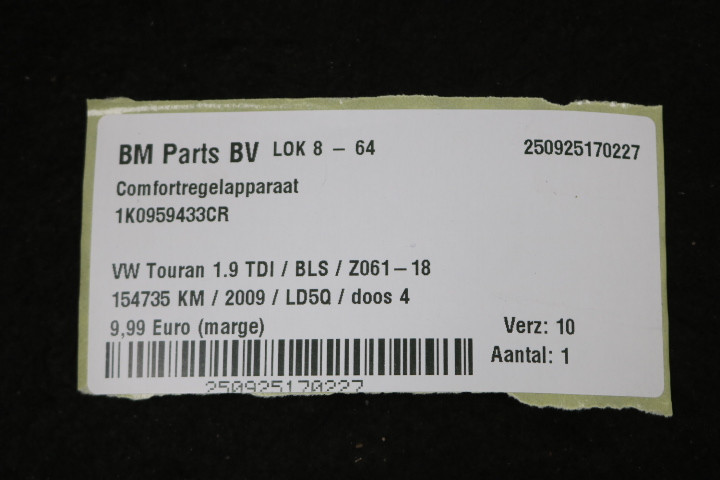 BM Parts BV LOK 8 – 64 250925170227
Comfortregelapparaat
1K0959433CR
VW Touran 1.9 TDI / BLS / Z061–18
154735 KM / 2009 / LD5Q / doos 4
9,99 Euro (marge) Verz: 10
Aantal: 1
250925170227